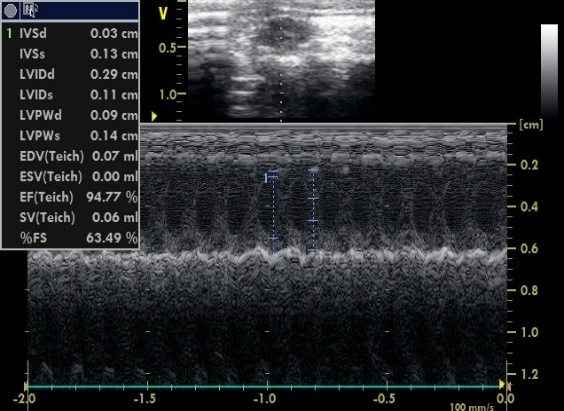 V
1 IVSd 0.03 cm
IVSs 0.13 cm
LVIDd 0.29 cm
LVIDs 0.11 cm
LVPWd 0.09 cm
LVPWs 0.14 cm
EDV(Teich) 0.07 ml
ESV(Teich) 0.00 ml
EF(Teich) 94.77 %
SV(Teich) 0.06 ml
%FS 63.49 %
0.5
1.0
[cm]
0.2
0.4
0.6
0.8
1.0
1.2
1
-2.0 -1.5 -1.0 -0.5 0.0
100 mm/s